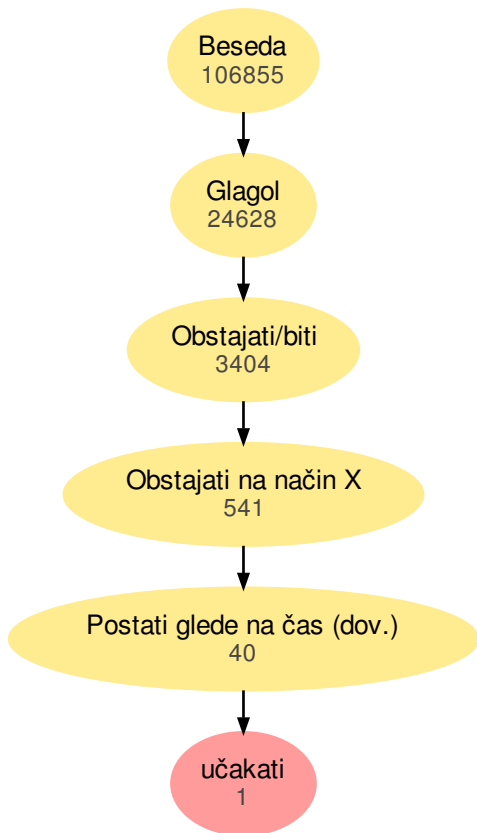 Beseda
106855
Glagol
24628
Obstajati/biti
3404
Obstajati na način X
541
Postati glede na čas (dov.)
40
učakati
1